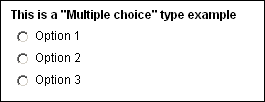 This is a "Multiple choice" type example
Option 1
Option 2
Option 3